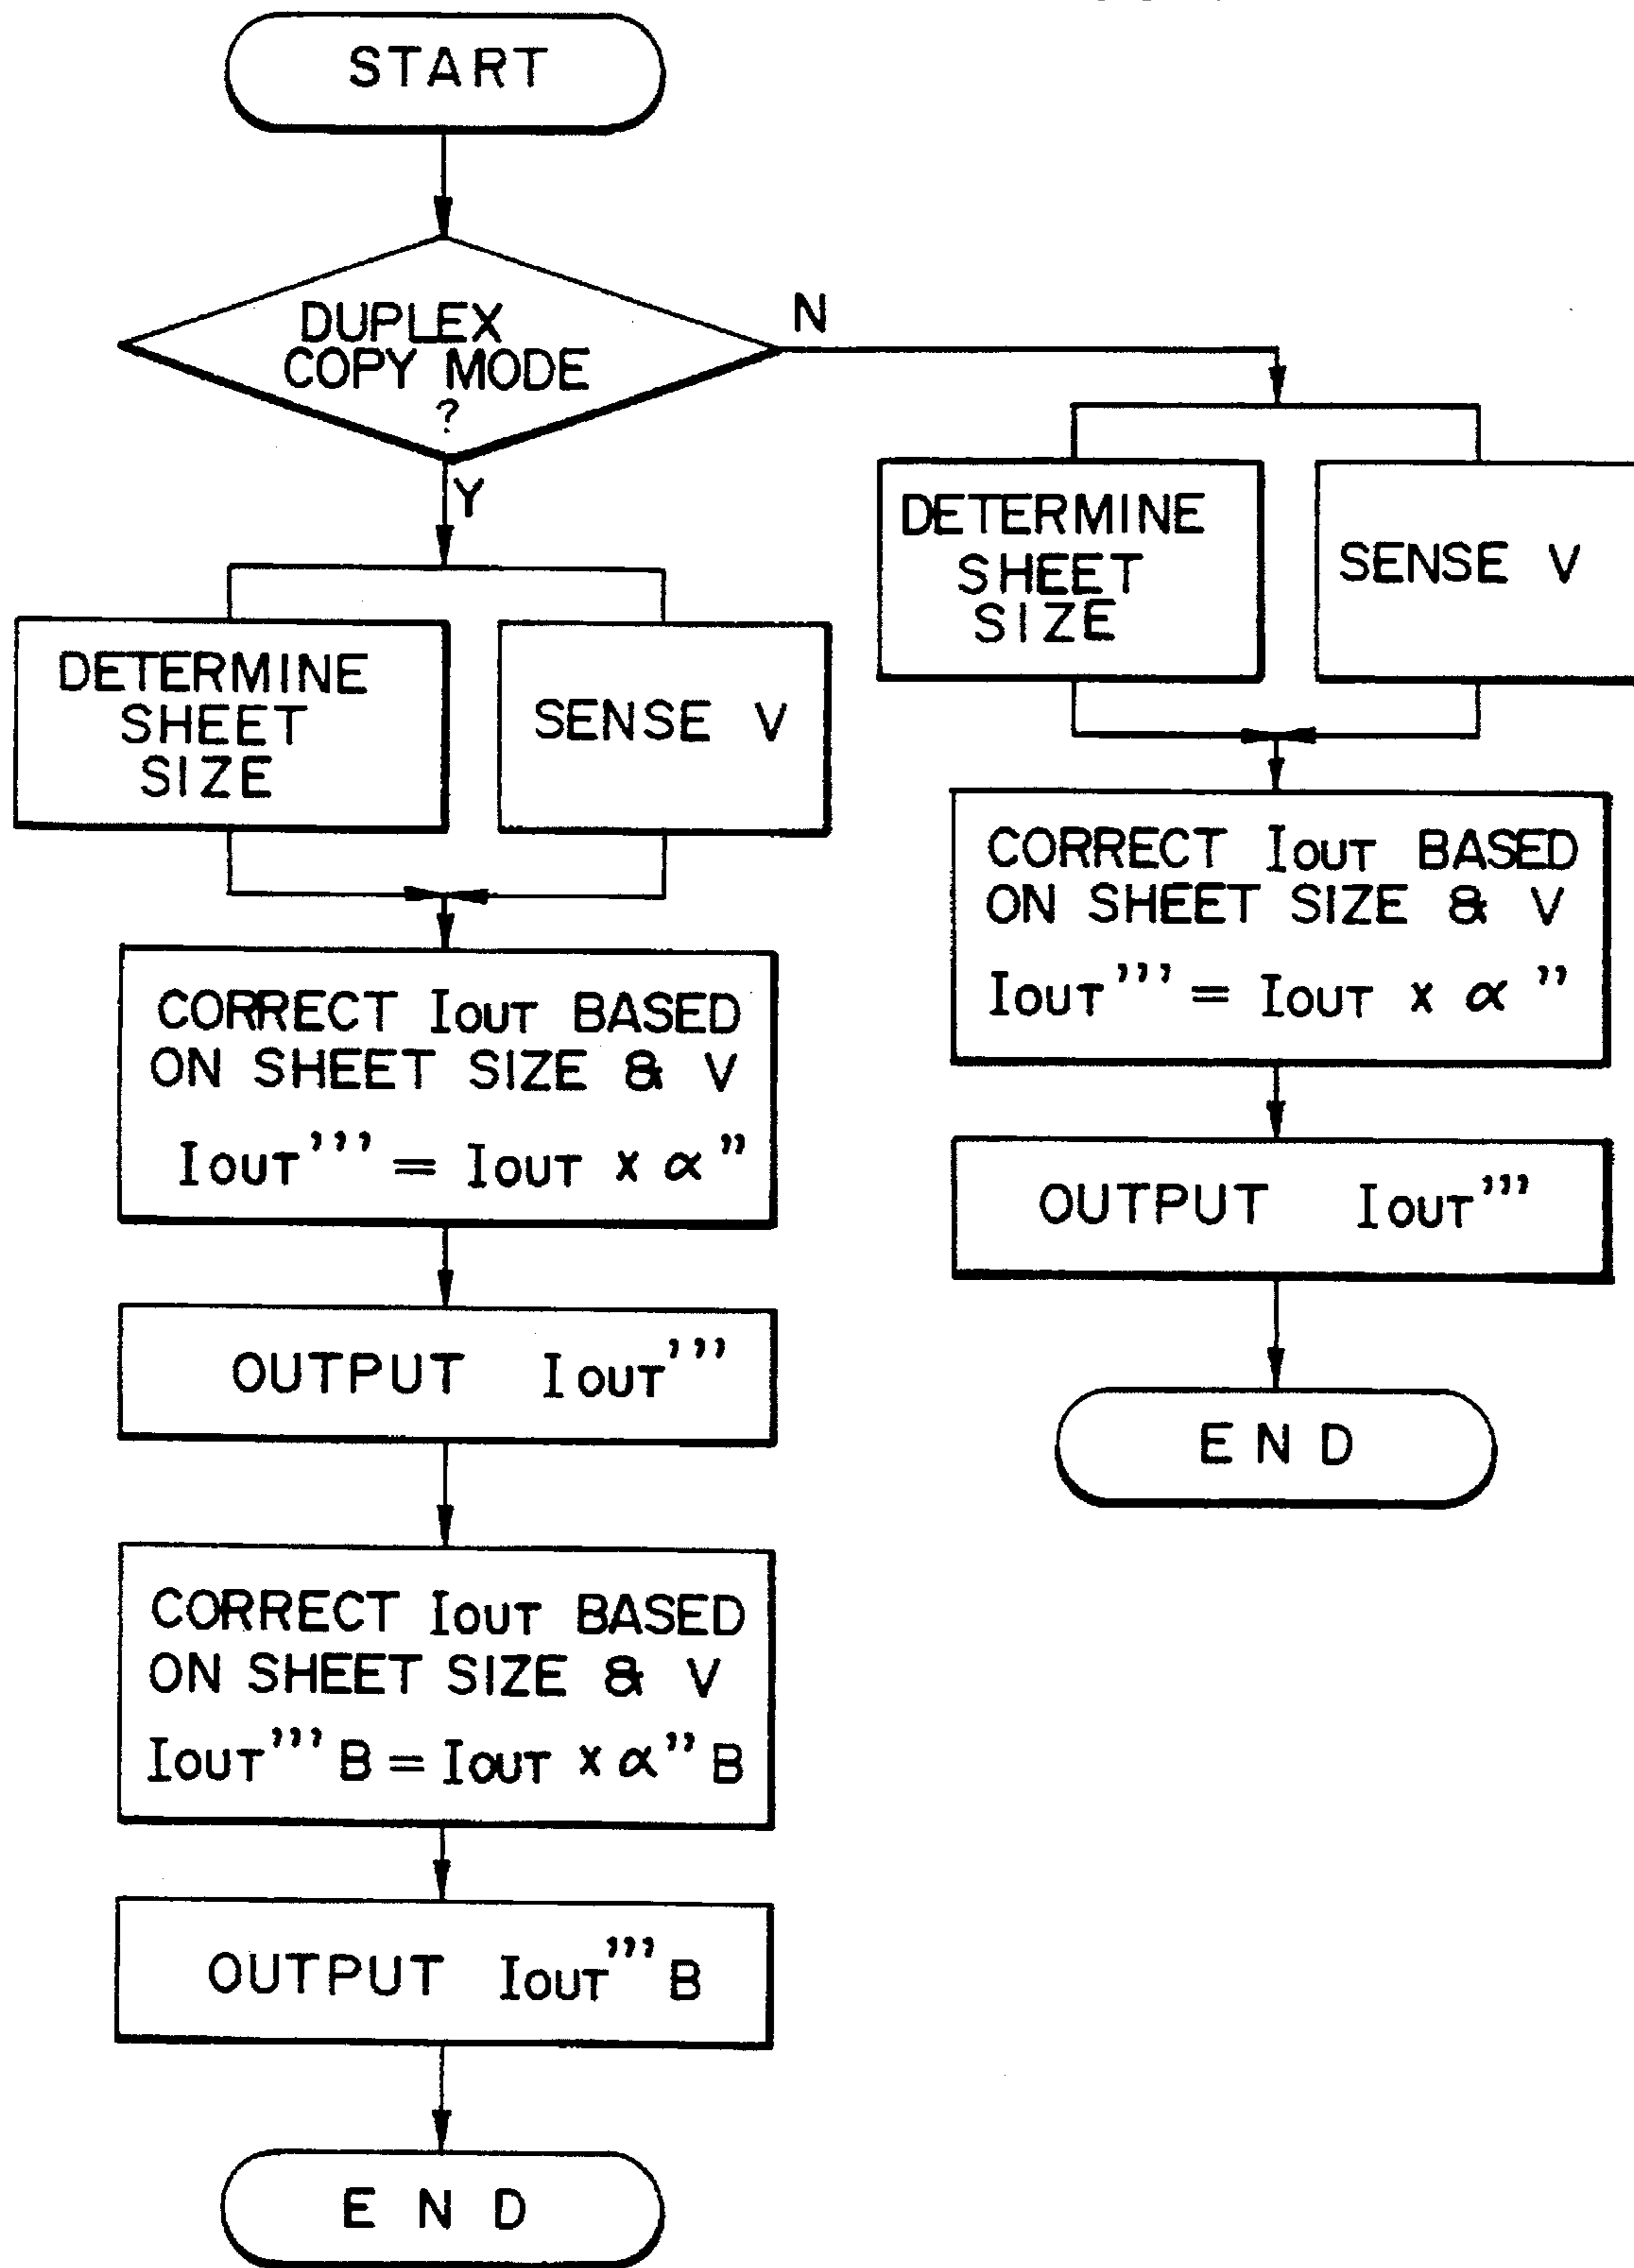 START
DUPLEX
COPY MODE
?
N
Y
DETERMINE
SHEET
SIZE
SENSE V
CORRECT IOUT BASED
ON SHEET SIZE & V
IOUT''' = IOUT x α"
OUTPUT IOUT'''
CORRECT IOUT BASED
ON SHEET SIZE & V
IOUT''' B = IOUT x α" B
OUTPUT IOUT''' B
END
DETERMINE
SHEET
SIZE
SENSE V
CORRECT IOUT BASED
ON SHEET SIZE & V
IOUT''' = IOUT x α"
OUTPUT IOUT'''
END